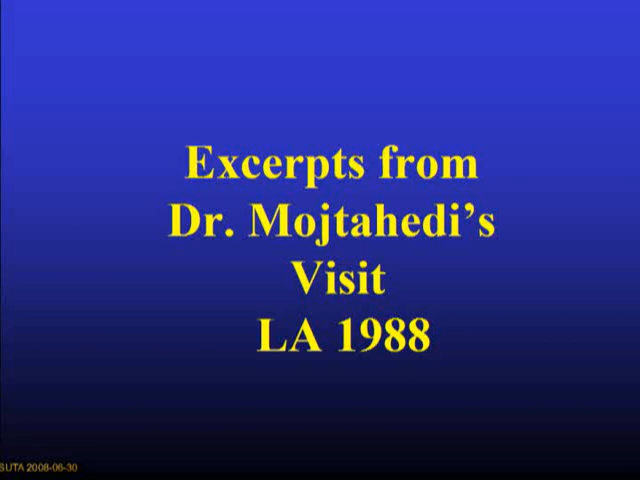 Excerpts from
Dr. Mojtahedi’s
Visit
LA 1988
SUTA 2008-06-30